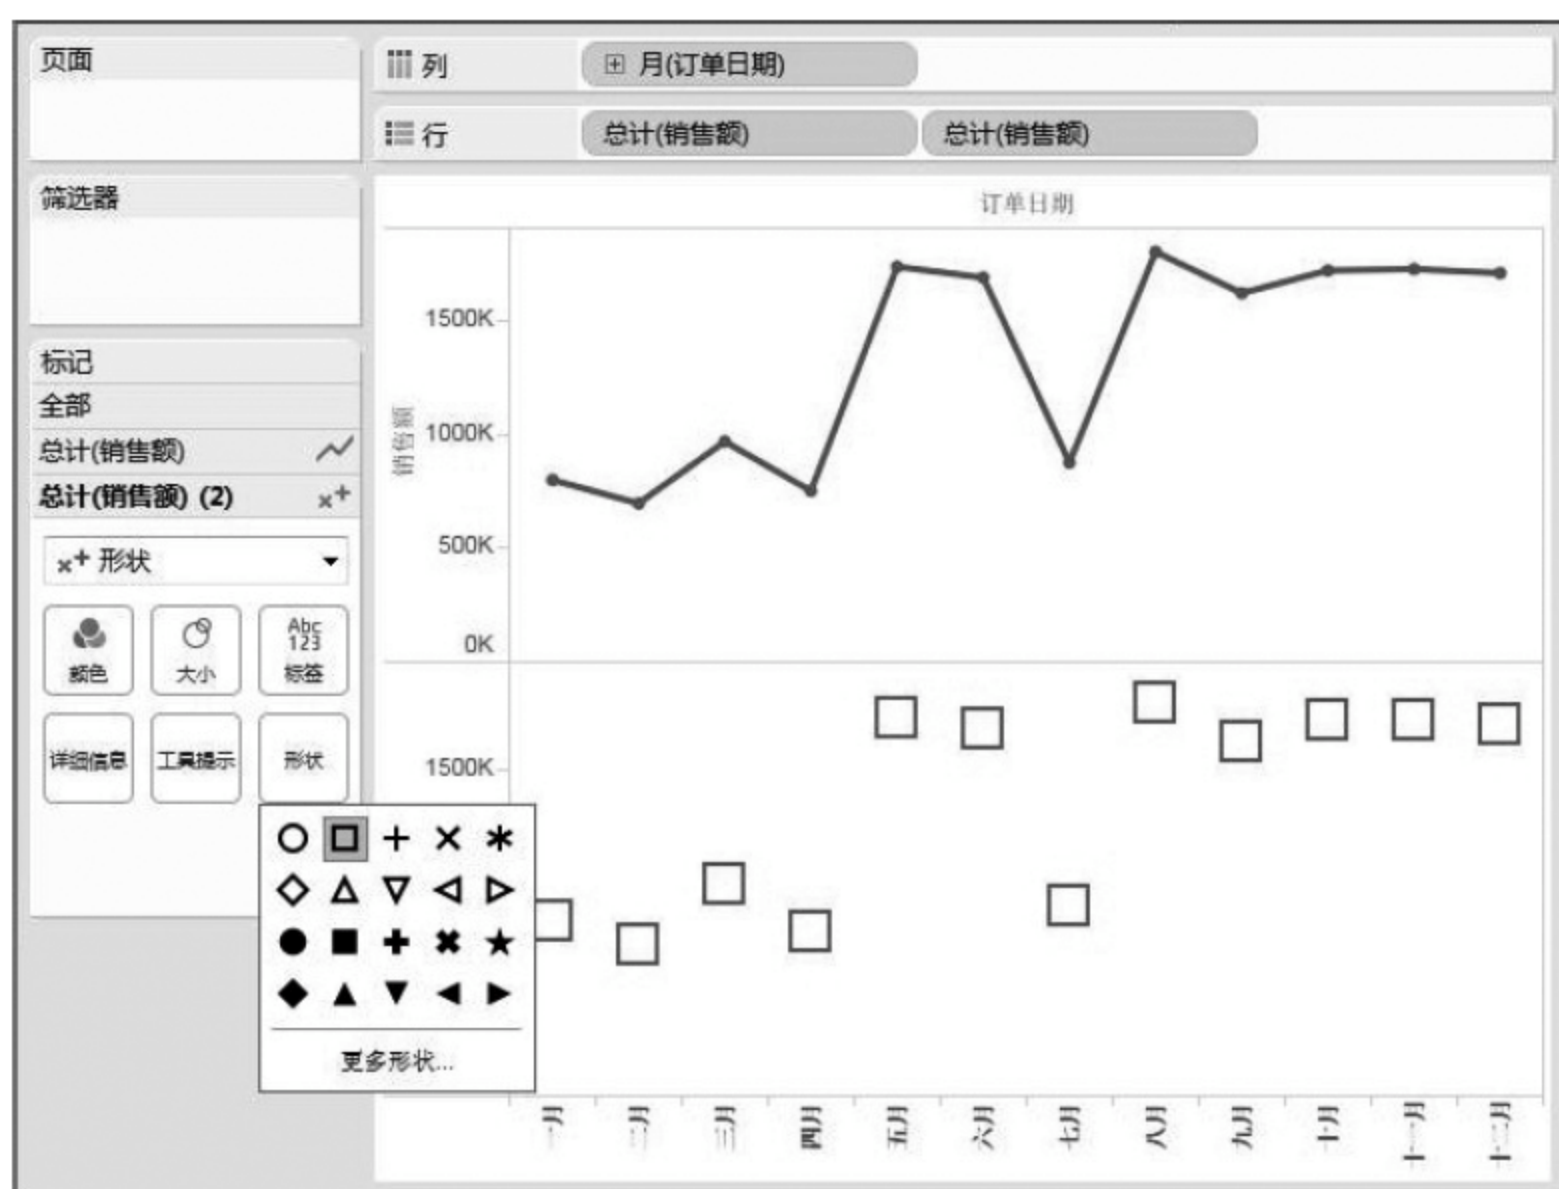 页面
列
月(订单日期)
行
总计(销售额)
总计(销售额)
筛选器
标记
全部
总计(销售额)
总计(销售额) (2)
形状
颜色
大小
Abc
123
标签
详细信息
工具提示
形状
更多形状...
订单日期
销售额
1500K
1000K
500K
0K
1500K
一月
二月
三月
四月
五月
六月
七月
八月
九月
十月
十一月
十二月